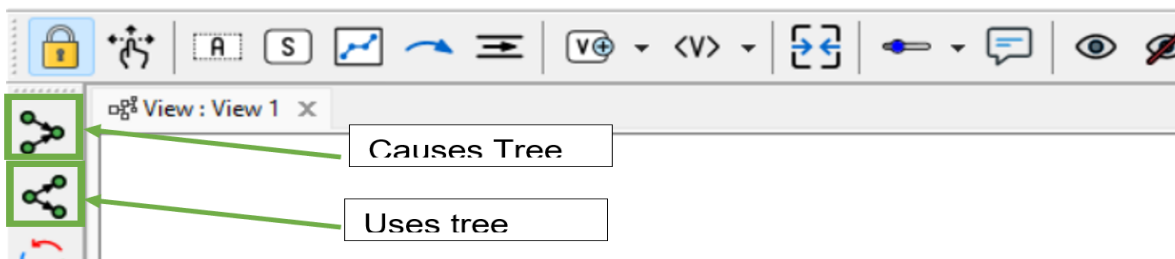 A S V <V>
View : View 1 X
Causes Tree
Uses tree